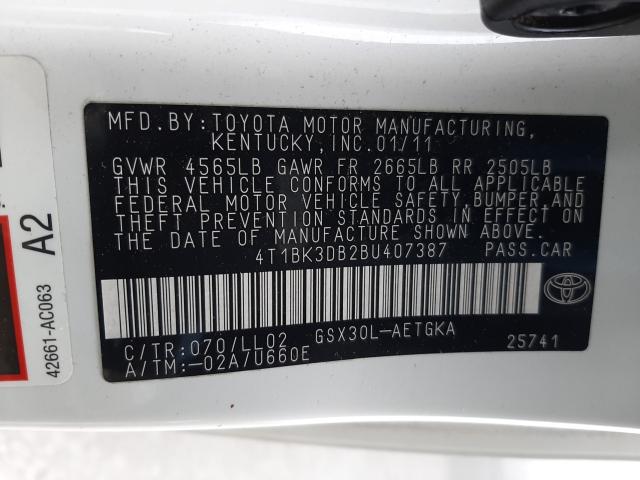 MFD.BY:TOYOTA MOTOR MANUFACTURING,
KENTUCKY,INC.01/11
GVWR 4565LB GAWR FR 2665LB RR 2505LB
THIS VEHICLE CONFORMS TO ALL APPLICABLE
FEDERAL MOTOR VEHICLE SAFETY,BUMPER,AND
THEFT PREVENTION STANDARDS IN EFFECT ON
THE DATE OF MANUFACTURE SHOWN ABOVE.
4T1BK3DB2BU407387 PASS.CAR
C/TR:070/LL02 GSX30L-AETGKA
A/TM:-02A/U660E 25741
TOYOTA
42661-AC063
A2